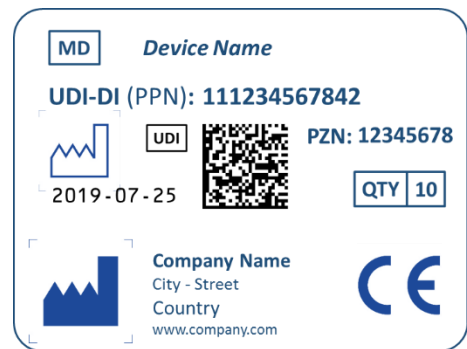 MD Device Name
UDI-DI (PPN): 111234567842
UDI PZN: 12345678
2019-07-25
QTY 10
Company Name
City - Street
Country
www.company.com
CE